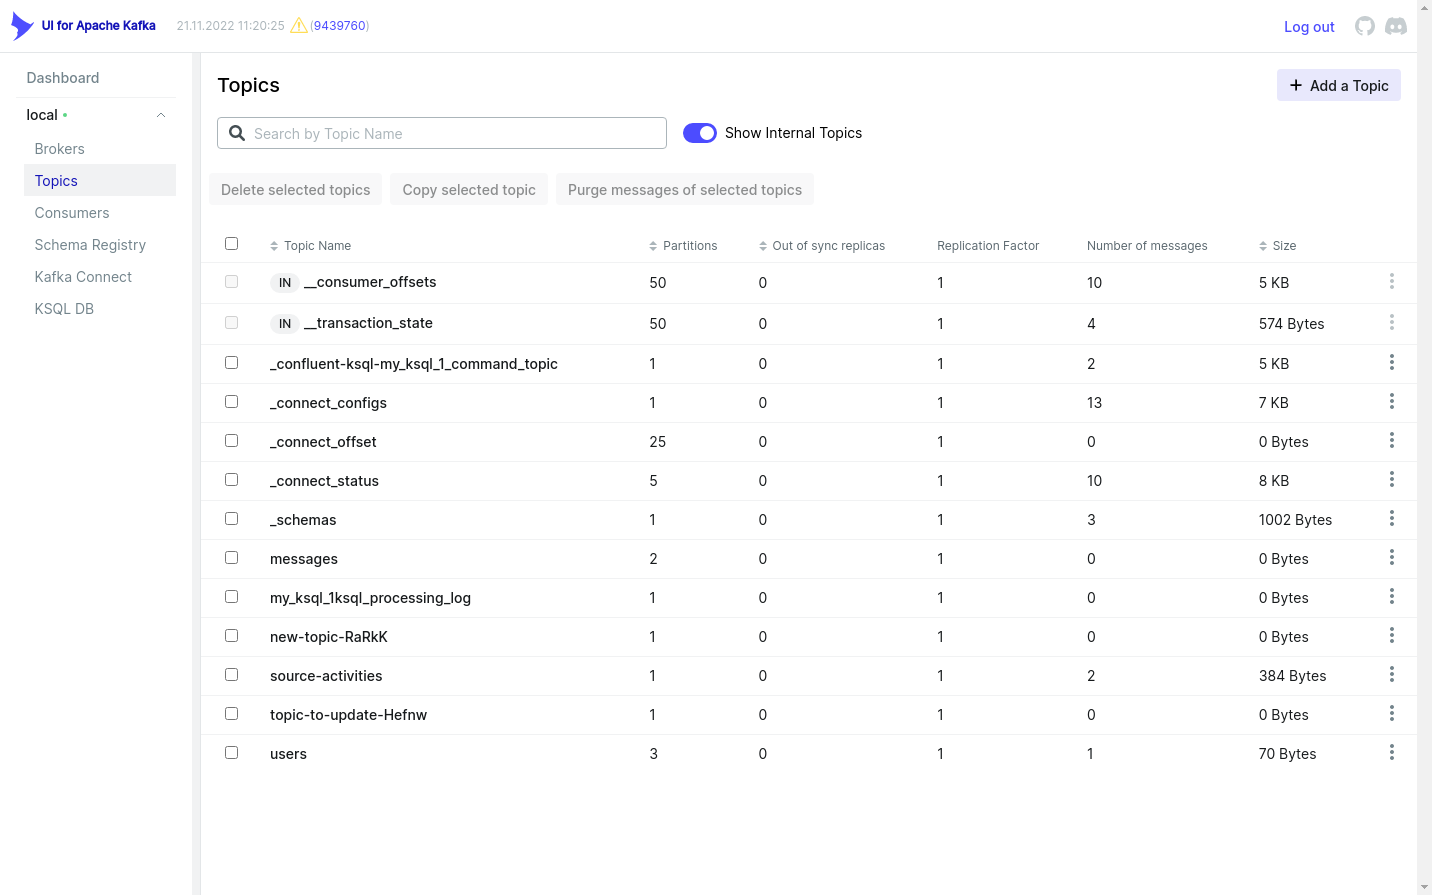 UI for Apache Kafka 21.11.2022 11:20:25 (9439760) Log out
Dashboard
local
Brokers
Topics
Consumers
Schema Registry
Kafka Connect
KSQL DB
Topics
Add a Topic
Search by Topic Name Show Internal Topics
Delete selected topics Copy selected topic Purge messages of selected topics
Topic Name Partitions Out of sync replicas Replication Factor Number of messages Size
IN __consumer_offsets 50 0 1 10 5 KB
IN __transaction_state 50 0 1 4 574 Bytes
_confluent-ksql-my_ksql_1_command_topic 1 0 1 2 5 KB
_connect_configs 1 0 1 13 7 KB
_connect_offset 25 0 1 0 0 Bytes
_connect_status 5 0 1 10 8 KB
_schemas 1 0 1 3 1002 Bytes
messages 2 0 1 0 0 Bytes
my_ksql_1ksql_processing_log 1 0 1 0 0 Bytes
new-topic-RaRkK 1 0 1 0 0 Bytes
source-activities 1 0 1 2 384 Bytes
topic-to-update-Hefnw 1 0 1 0 0 Bytes
users 3 0 1 1 70 Bytes